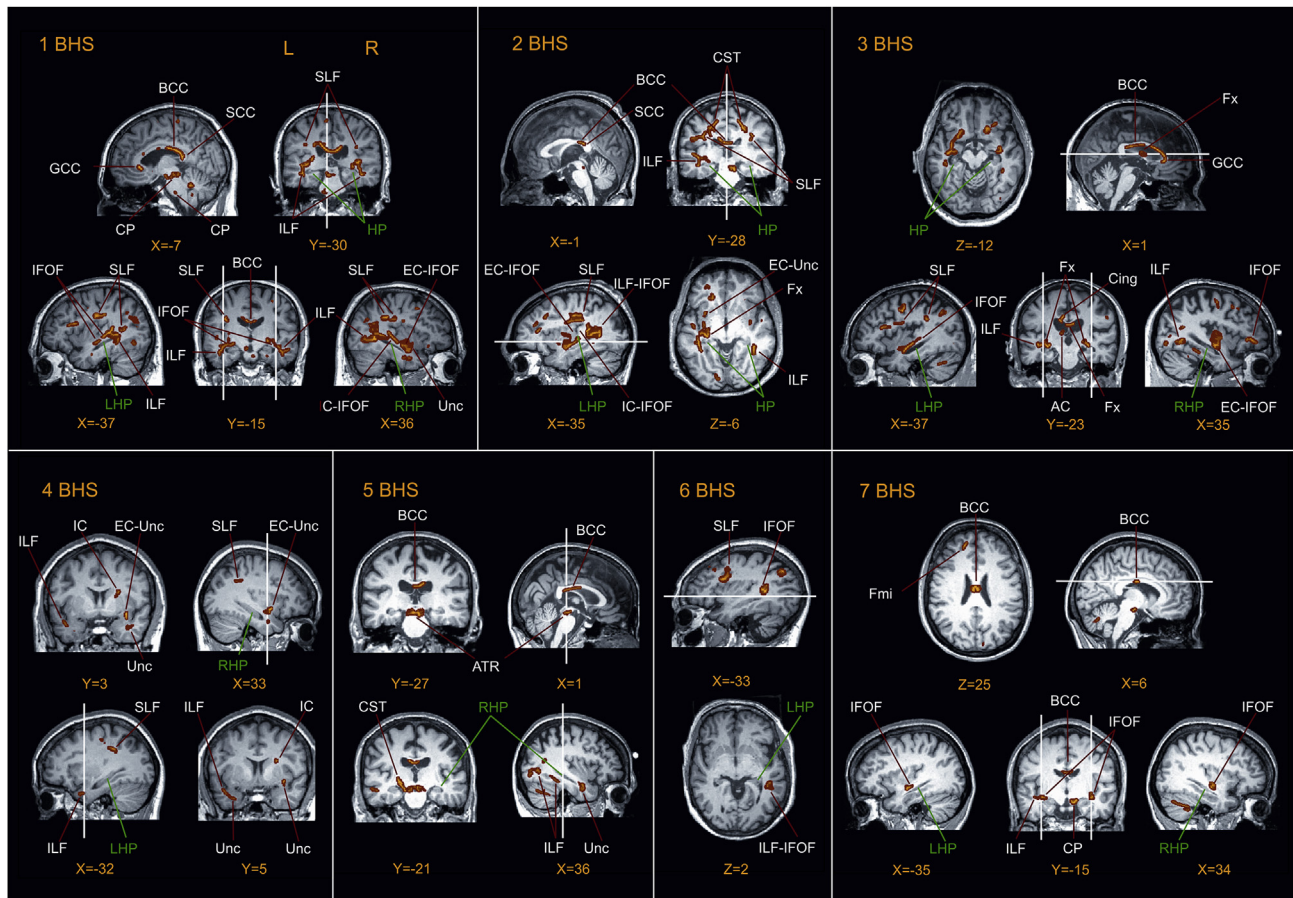 1 BHS
L R
SLF
BCC
SCC
GCC
CP CP
ILF HP
X=-7 Y=-30
IFOF SLF
SLF BCC
SLF EC-IFOF
IFOF ILF
ILF
LHP ILF
IC-IFOF RHP Unc
X=-37 Y=-15 X=36
2 BHS
CST
BCC
SCC
ILF
SLF
HP
X=-1 Y=-28
EC-IFOF SLF ILF-IFOF
EC-Unc
Fx
ILF
LHP IC-IFOF HP
X=-35 Z=-6
3 BHS
BCC Fx
GCC
HP
Z=-12 X=1
SLF IFOF
Fx Cing
ILF IFOF
ILF
LHP AC Fx RHP EC-IFOF
X=-37 Y=-23 X=35
4 BHS
IC EC-Unc
ILF
SLF EC-Unc
Unc
RHP
Y=3 X=33
SLF
ILF IC
ILF LHP
Unc Unc
X=-32 Y=5
5 BHS
BCC
BCC
ATR
Y=-27 X=1
CST RHP
ILF Unc
Y=-21 X=36
6 BHS
SLF IFOF
X=-33
LHP
ILF-IFOF
Z=2
7 BHS
BCC
BCC
Fmi
Z=25 X=6
IFOF BCC IFOF IFOF
LHP ILF CP RHP
X=-35 Y=-15 X=34